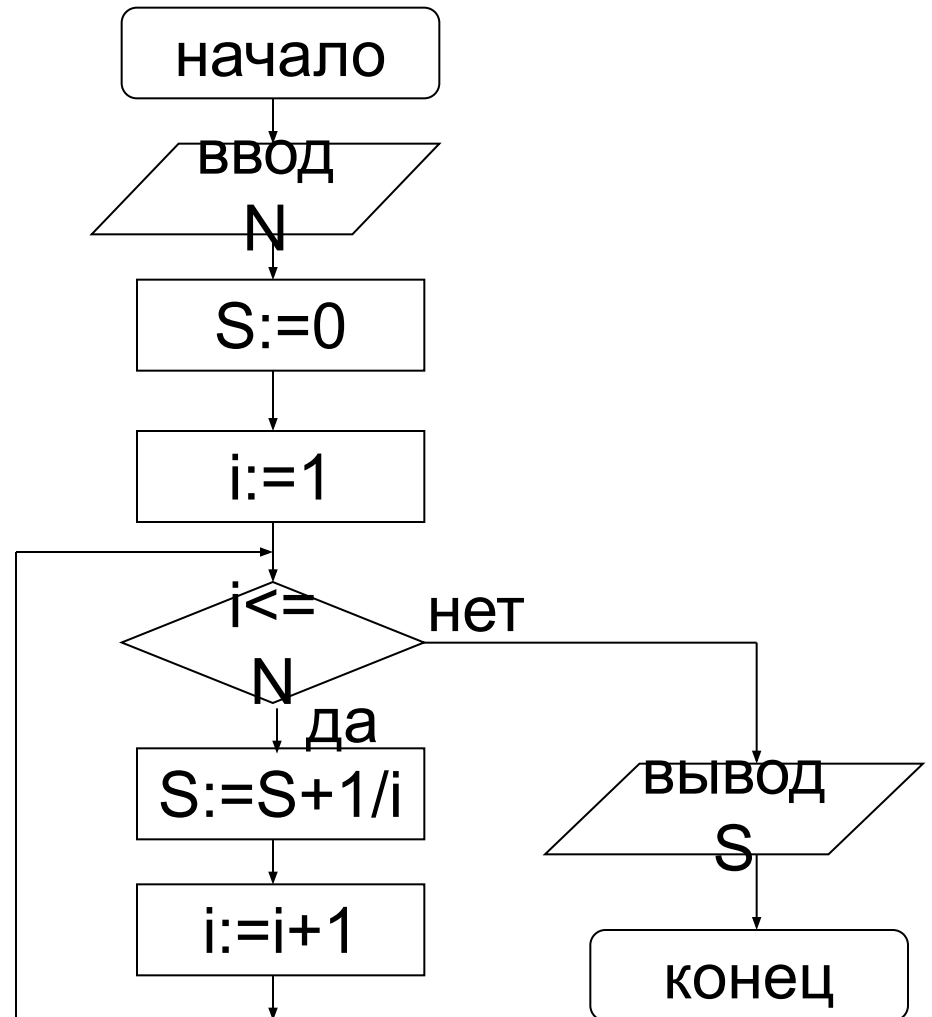 начало
ввод
N
S:=0
i:=1
i<=
N
нет
да
S:=S+1/i
i:=i+1
вывод
S
конец